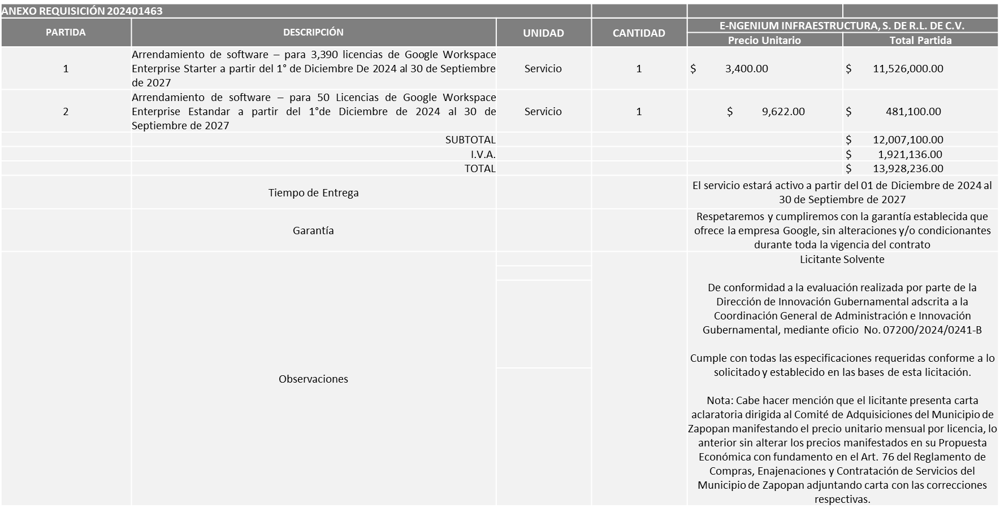 ANEXO REQUISICIÓN 202401463
PARTIDA
DESCRIPCIÓN
UNIDAD
CANTIDAD
E-NGENIUM INFRAESTRUCTURA, S. DE R.L. DE C.V.
Precio Unitario
Total Partida
1
Arrendamiento de software – para 3,390 licencias de Google Workspace
Enterprise Starter a partir del 1° de Diciembre De 2024 al 30 de Septiembre
de 2027
Servicio
1
$ 3,400.00
$ 11,526,000.00
2
Arrendamiento de software – para 50 Licencias de Google Workspace
Enterprise Estandar a partir del 1°de Diciembre de 2024 al 30 de
Septiembre de 2027
Servicio
1
$ 9,622.00
$ 481,100.00
SUBTOTAL
$ 12,007,100.00
I.V.A.
$ 1,921,136.00
TOTAL
$ 13,928,236.00
Tiempo de Entrega
El servicio estará activo a partir del 01 de Diciembre de 2024 al
30 de Septiembre de 2027
Garantía
Respetaremos y cumpliremos con la garantía establecida que
ofrece la empresa Google, sin alteraciones y/o condicionantes
durante toda la vigencia del contrato
Observaciones
Licitante Solvente
De conformidad a la evaluación realizada por parte de la
Dirección de Innovación Gubernamental adscrita a la
Coordinación General de Administración e Innovación
Gubernamental, mediante oficio No. 07200/2024/0241-B
Cumple con todas las especificaciones requeridas conforme a lo
solicitado y establecido en las bases de esta licitación.
Nota: Cabe hacer mención que el licitante presenta carta
aclaratoria dirigida al Comité de Adquisiciones del Municipio de
Zapopan manifestando el precio unitario mensual por licencia, lo
anterior sin alterar los precios manifestados en su Propuesta
Económica con fundamento en el Art. 76 del Reglamento de
Compras, Enajenaciones y Contratación de Servicios del
Municipio de Zapopan adjuntando carta con las correcciones
respectivas.